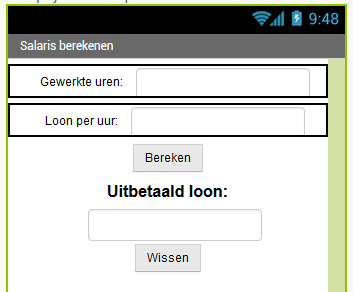 9:48
Salaris berekenen
Gewerkte uren:
Loon per uur:
Bereken
Uitbetaald loon:
Wissen